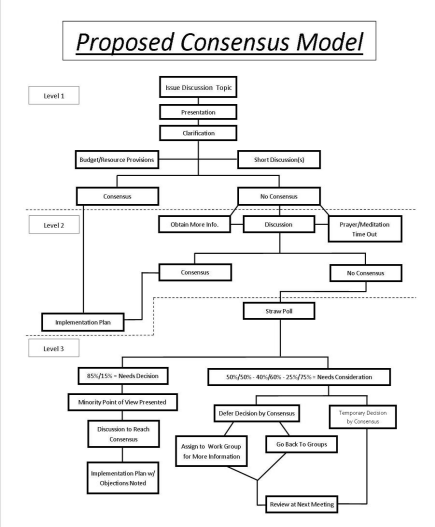 Proposed Consensus Model
Level 1
Issue Discussion Topic
Presentation
Clarification
Budget/Resource Provisions
Short Discussion(s)
Consensus
No Consensus
Level 2
Obtain More Info.
Discussion
Prayer/Meditation
Time Out
Consensus
No Consensus
Implementation Plan
Straw Poll
Level 3
85%/15% = Needs Decision
50%/50% - 40%/60% - 25%/75% = Needs Consideration
Minority Point of View Presented
Defer Decision by Consensus
Temporary Decision
by Consensus
Discussion to Reach
Consensus
Assign to Work Group
for More Information
Go Back To Groups
Implementation Plan w/
Objections Noted
Review at Next Meeting